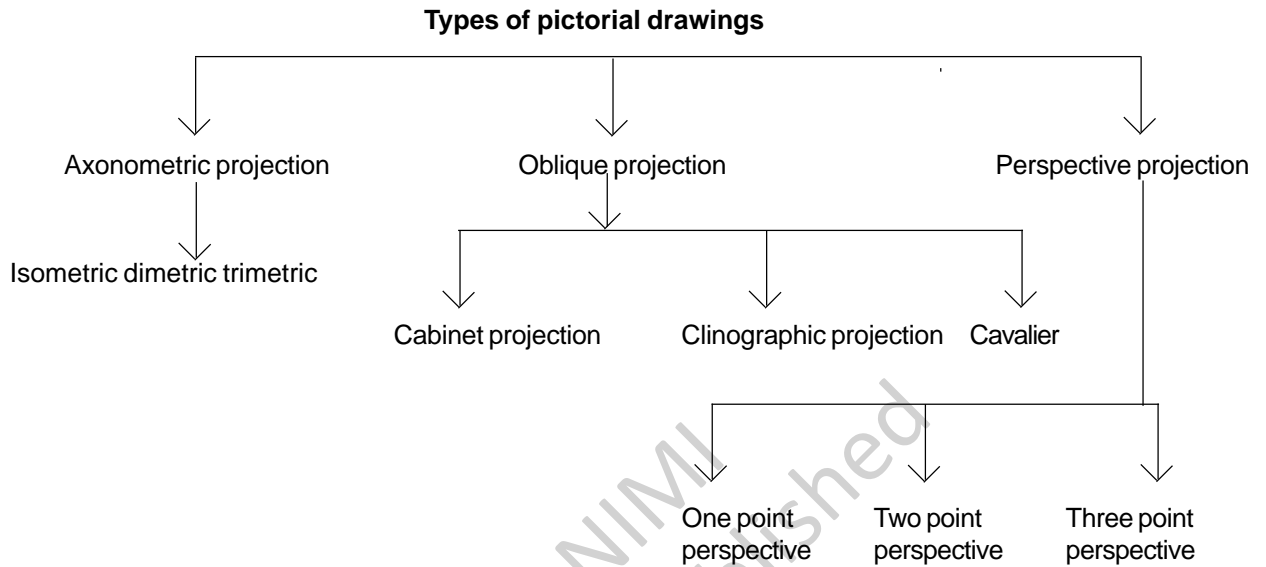 Types of pictorial drawings
Axonometric projection Oblique projection Perspective projection
Isometric dimetric trimetric
Cabinet projection Clinographic projection Cavalier
One point Two point Three point
perspective perspective perspective
NIMI